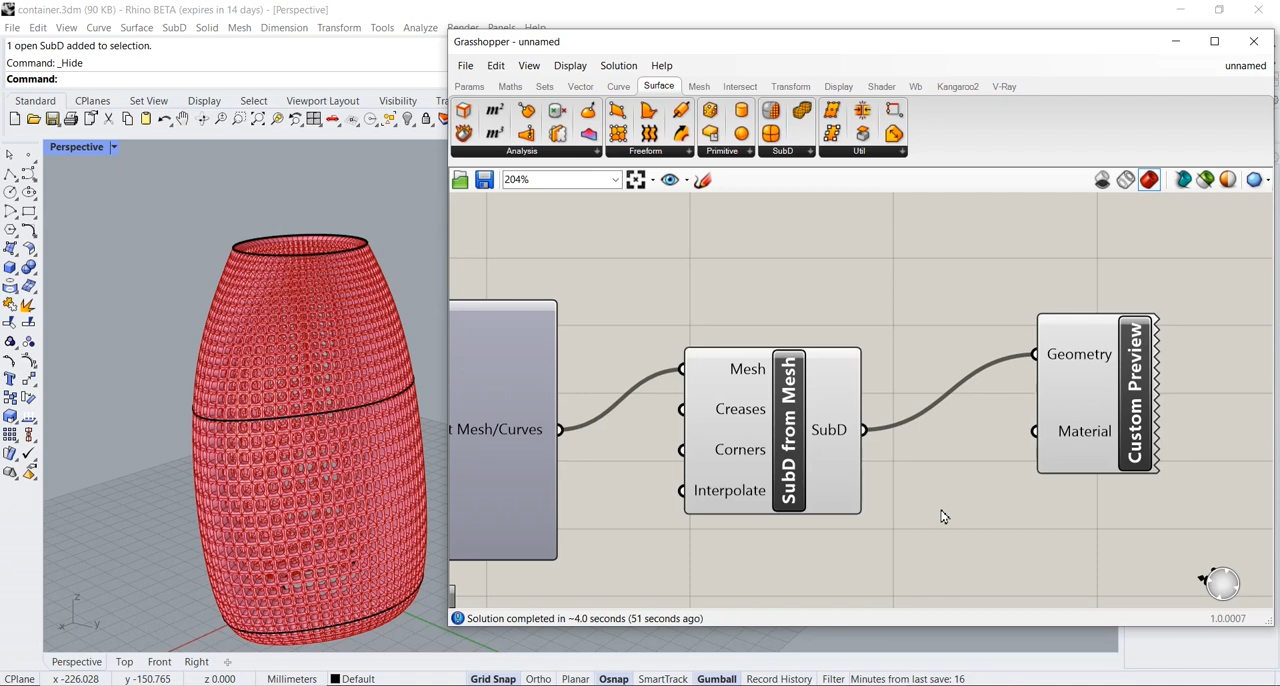 container.3dm (90 KB) - Rhino BETA (expires in 14 days) - [Perspective]
File Edit View Curve Surface SubD Solid Mesh Dimension Transform Tools Analyze Render Panels Help
1 open SubD added to selection.
Command: _Hide
Command:
Standard CPlanes Set View Display Select Viewport Layout Visibility Tra
Perspective
Grasshopper - unnamed
File Edit View Display Solution Help unnamed
Params Maths Sets Vector Curve Surface Mesh Intersect Transform Display Shader Wb Kangaroo2 V-Ray
m²
m³
Analysis Freeform Primitive SubD Util
204%
t Mesh/Curves
Mesh
Creases
Corners
Interpolate
SubD from Mesh
SubD
Geometry
Material
Custom Preview
Solution completed in ~4.0 seconds (51 seconds ago) 1.0.0007
z
x
y
Perspective Top Front Right
CPlane x -226.028 y -150.765 z 0.000 Millimeters Default Grid Snap Ortho Planar Osnap SmartTrack Gumball Record History Filter Minutes from last save: 16